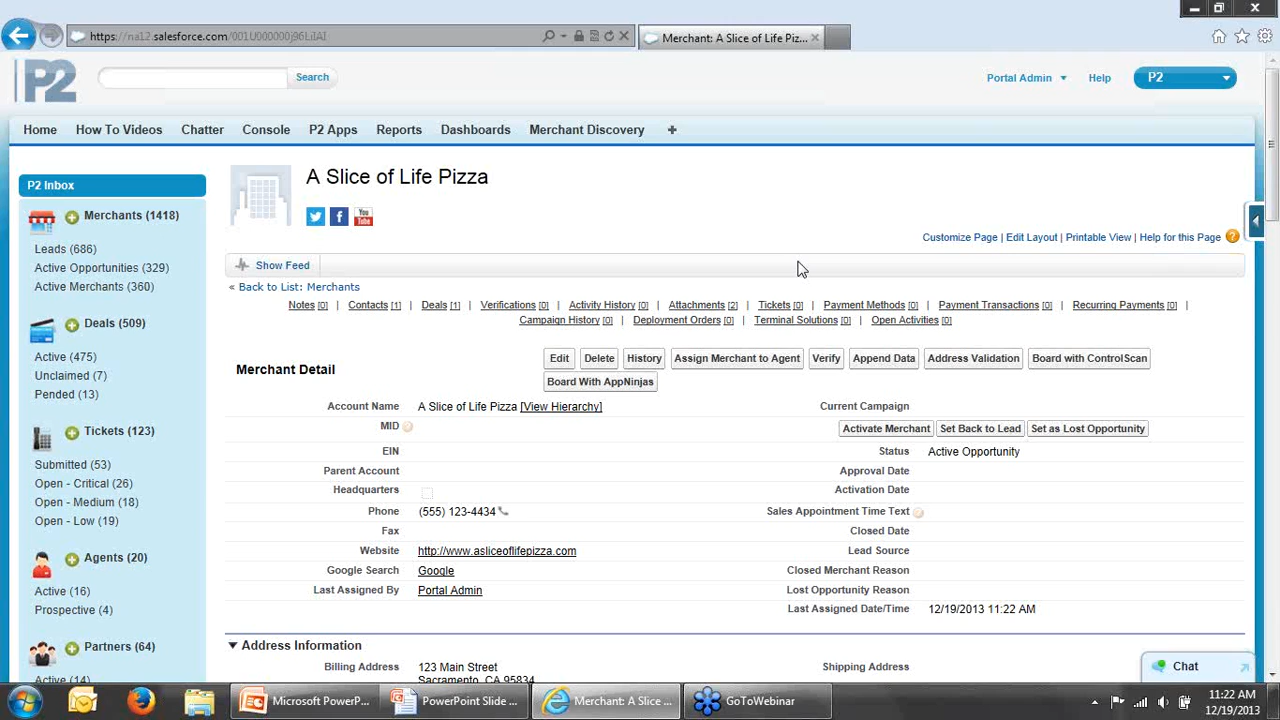 https://na12.salesforce.com/001U000000j96LiIAI
Merchant: A Slice of Life Piz...
P2
Search
Portal Admin
Help
P2
Home
How To Videos
Chatter
Console
P2 Apps
Reports
Dashboards
Merchant Discovery
+
P2 Inbox
Merchants (1418)
Leads (686)
Active Opportunities (329)
Active Merchants (360)
Deals (509)
Active (475)
Unclaimed (7)
Pended (13)
Tickets (123)
Submitted (53)
Open - Critical (26)
Open - Medium (18)
Open - Low (19)
Agents (20)
Active (16)
Prospective (4)
Partners (64)
Active (14)
A Slice of Life Pizza
You Tube
Customize Page | Edit Layout | Printable View | Help for this Page ?
Show Feed
« Back to List: Merchants
Notes [0] | Contacts [1] | Deals [1] | Verifications [0] | Activity History [0] | Attachments [2] | Tickets [0] | Payment Methods [0] | Payment Transactions [0] | Recurring Payments [0] |
Campaign History [0] | Deployment Orders [0] | Terminal Solutions [0] | Open Activities [0]
Merchant Detail
Edit Delete History Assign Merchant to Agent Verify Append Data Address Validation Board with ControlScan
Board With AppNinjas
Account Name A Slice of Life Pizza [View Hierarchy]
MID
EIN
Parent Account
Headquarters
Phone (555) 123-4434
Fax
Website http://www.asliceoflifepizza.com
Google Search Google
Last Assigned By Portal Admin
Current Campaign
Activate Merchant Set Back to Lead Set as Lost Opportunity
Status Active Opportunity
Approval Date
Activation Date
Sales Appointment Time Text
Closed Date
Lead Source
Closed Merchant Reason
Lost Opportunity Reason
Last Assigned Date/Time 12/19/2013 11:22 AM
Address Information
Billing Address 123 Main Street
Sacramento, CA 95834
Shipping Address
Chat
Microsoft PowerP...
PowerPoint Slide ...
Merchant: A Slice ...
GoToWebinar
11:22 AM
12/19/2013